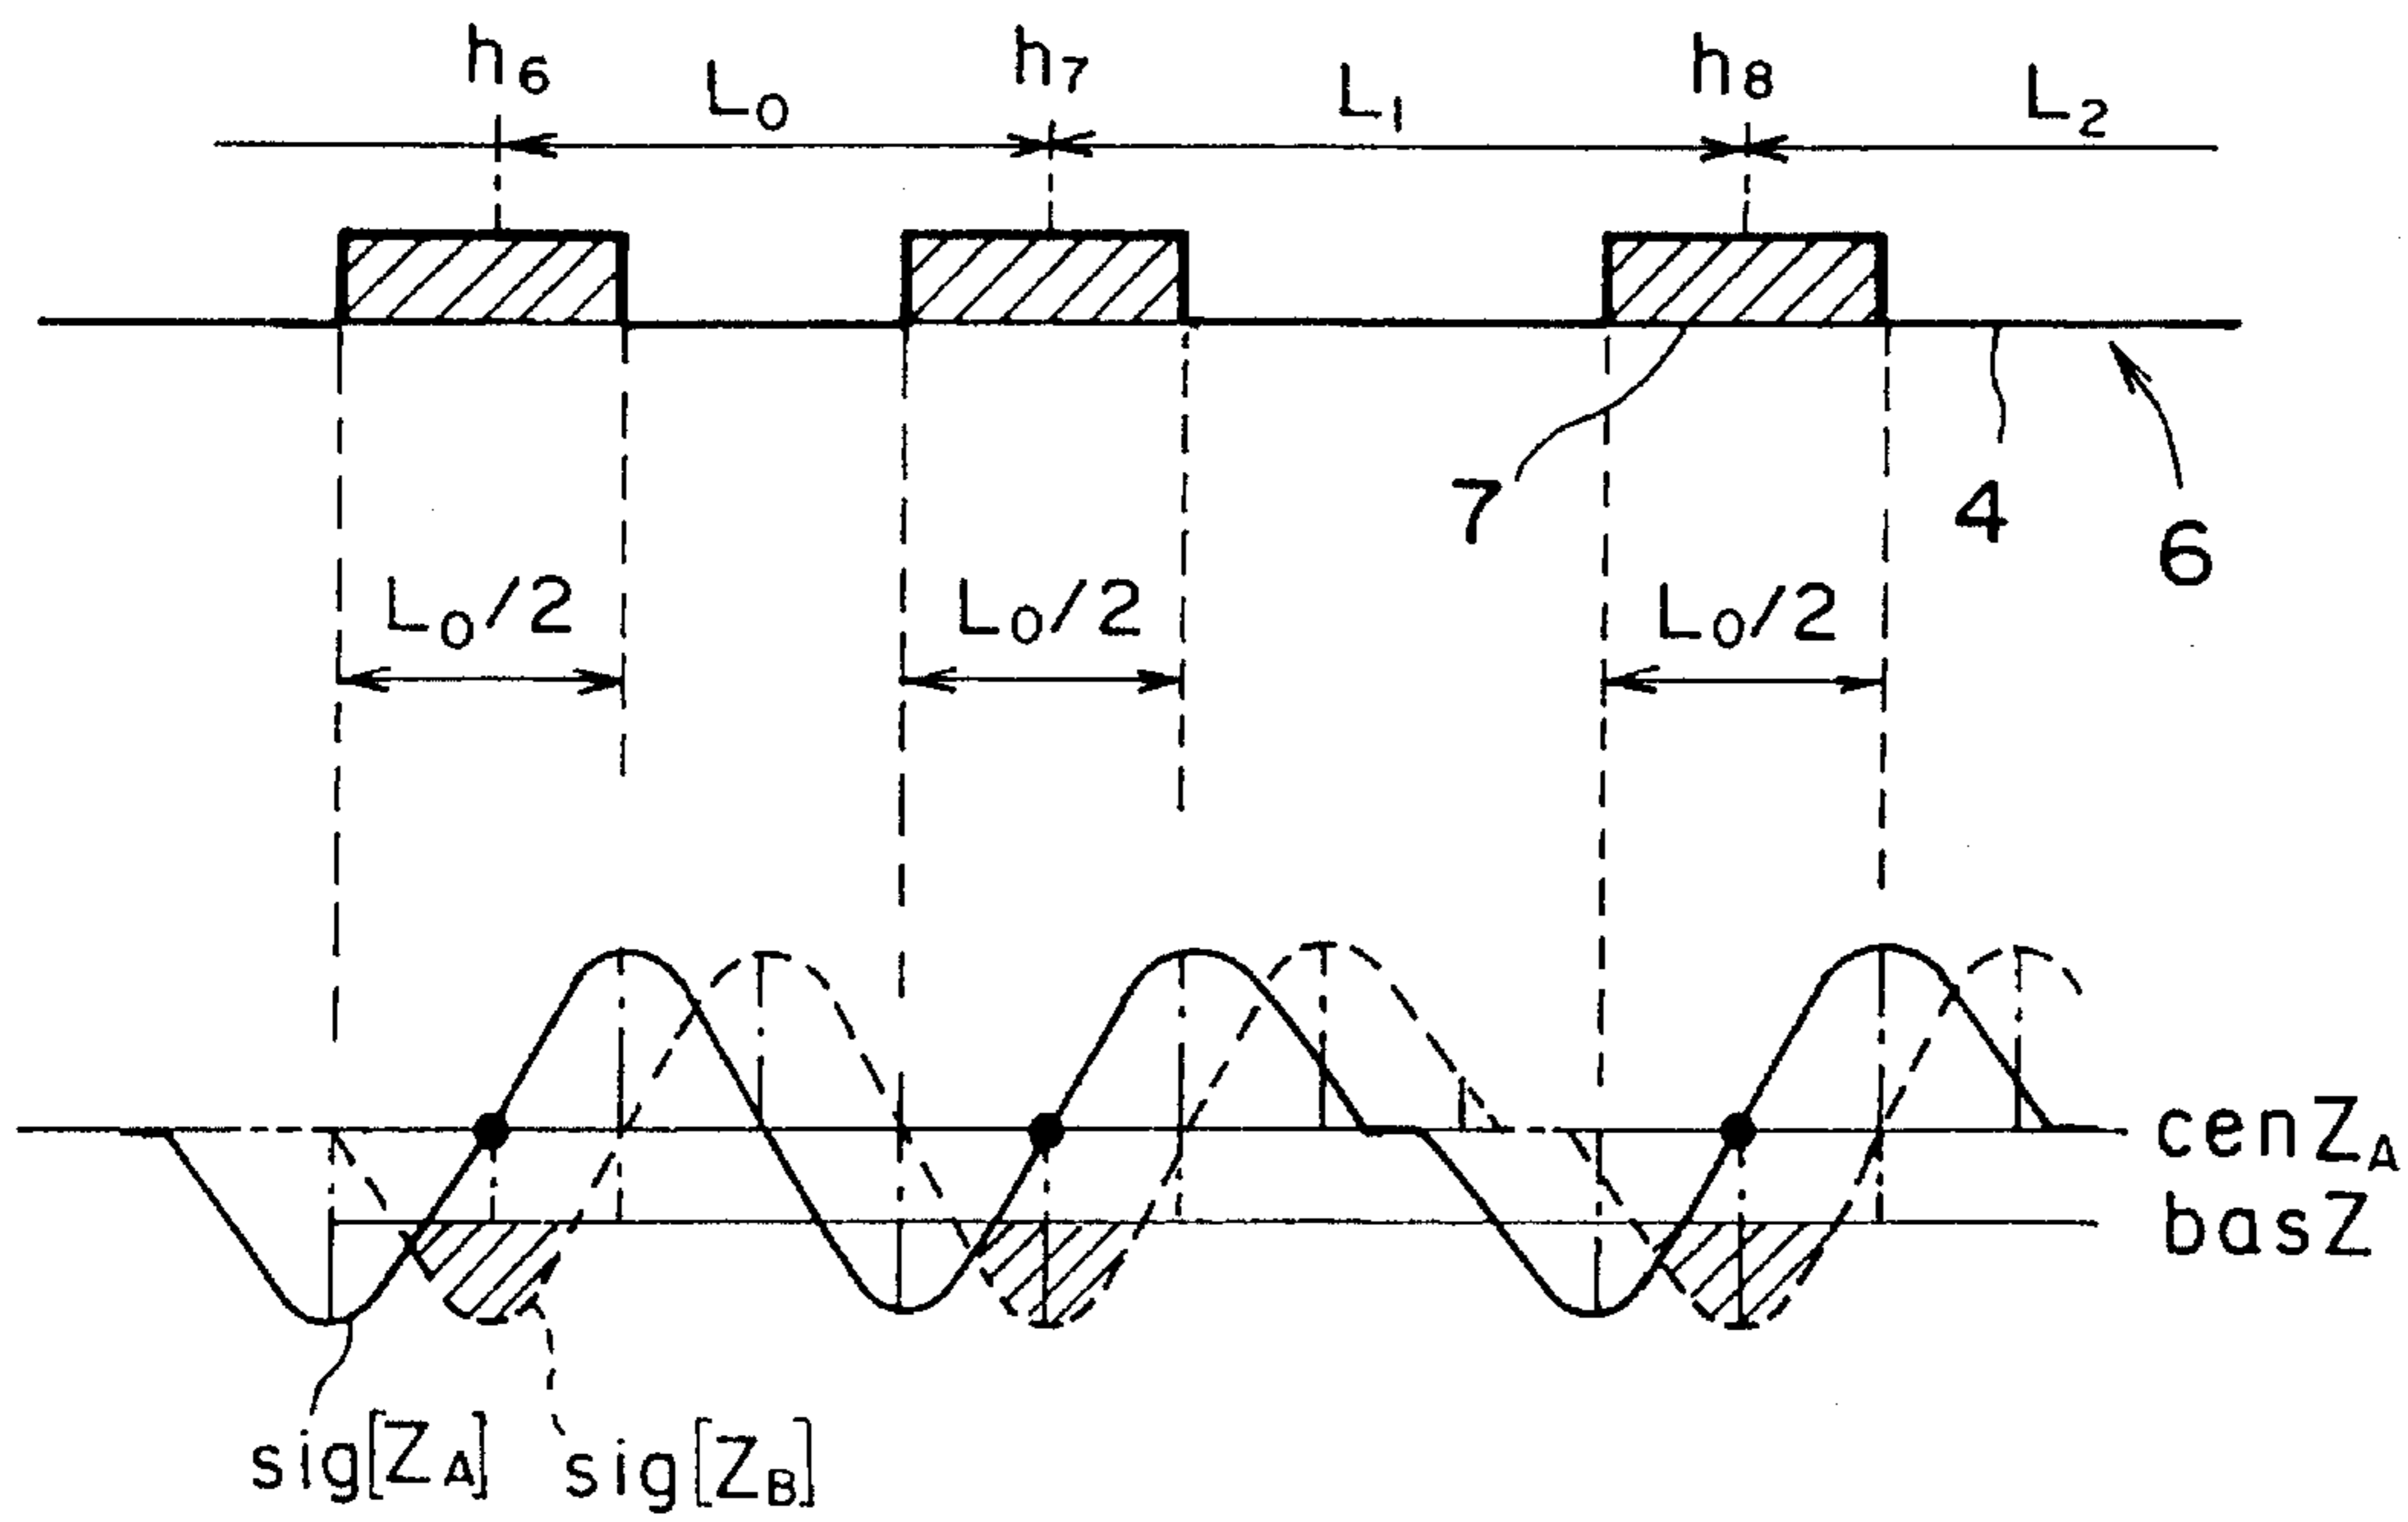 h6 L0 h7 L1 h8 L2
7 4 6
L0/2 L0/2 L0/2
cenZA
basZ
sig[ZA] sig[ZB]